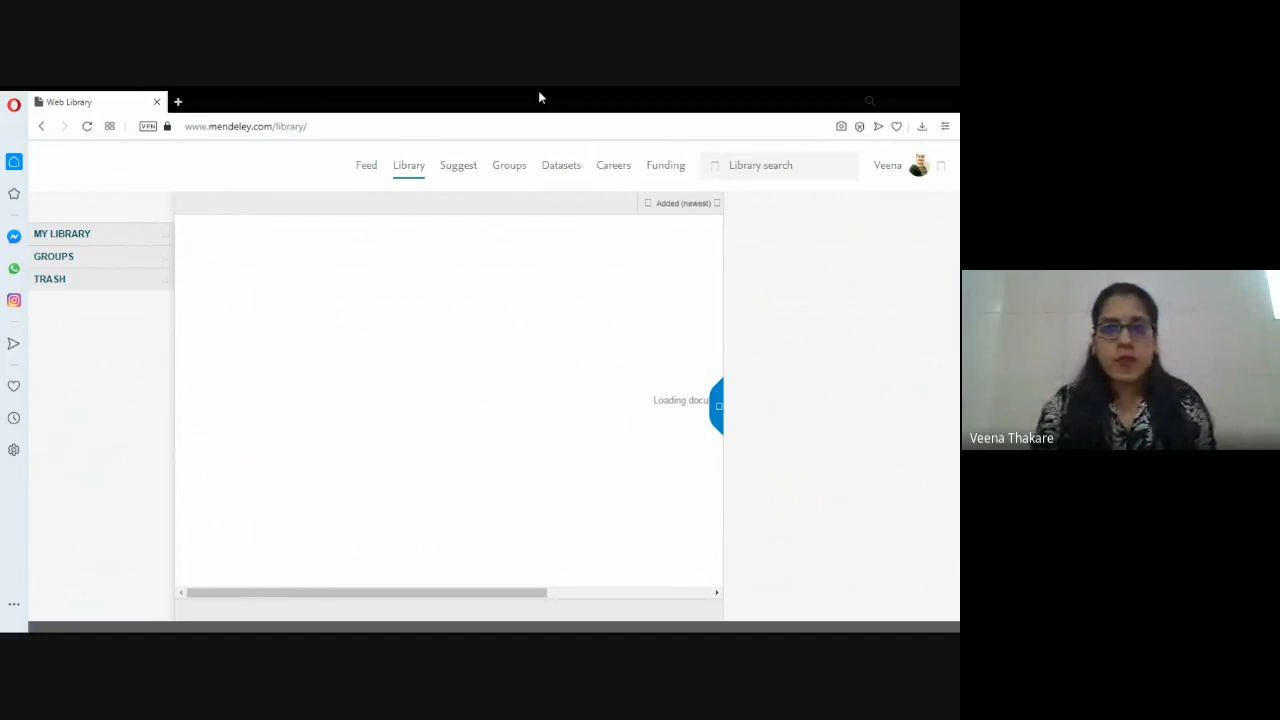 Web Library
VPN
www.mendeley.com/library/
Feed Library Suggest Groups Datasets Careers Funding Library search Veena
Added (newest)
MY LIBRARY
GROUPS
TRASH
Loading docu
Veena Thakare